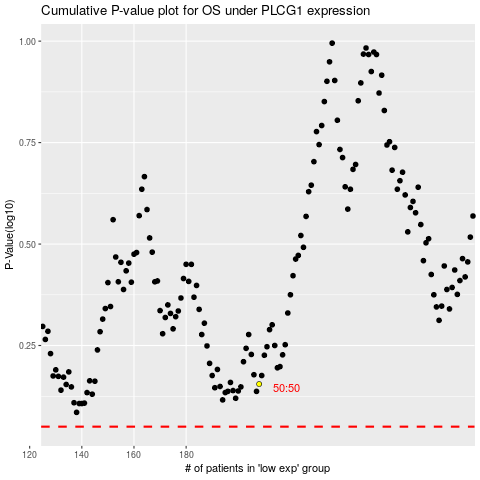 Cumulative P-value plot for OS under PLCG1 expression
P-Value(log10)
1.00
0.75
0.50
0.25
50:50
120 140 160 180
# of patients in 'low exp' group